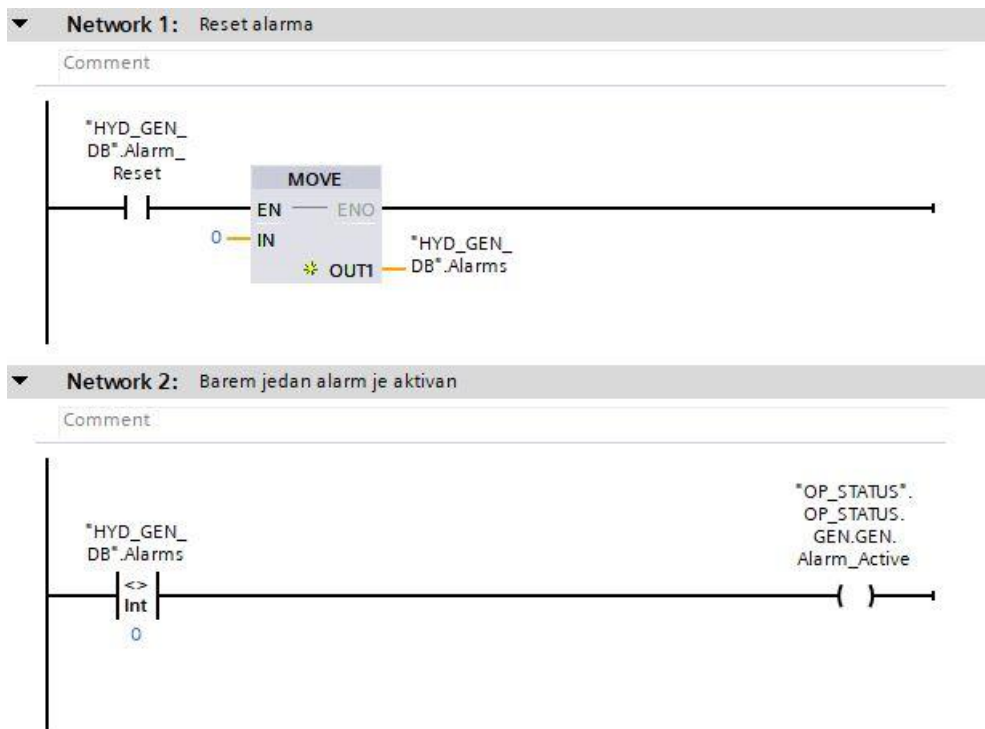 Network 1: Reset alarma
Comment
"HYD_GEN_
DB".Alarm_
Reset
MOVE
EN ENO
0 IN
OUT1
"HYD_GEN_
DB".Alarms
Network 2: Barem jedan alarm je aktivan
Comment
"HYD_GEN_
DB".Alarms
<>
Int
0
"OP_STATUS".
OP_STATUS.
GEN.GEN.
Alarm_Active